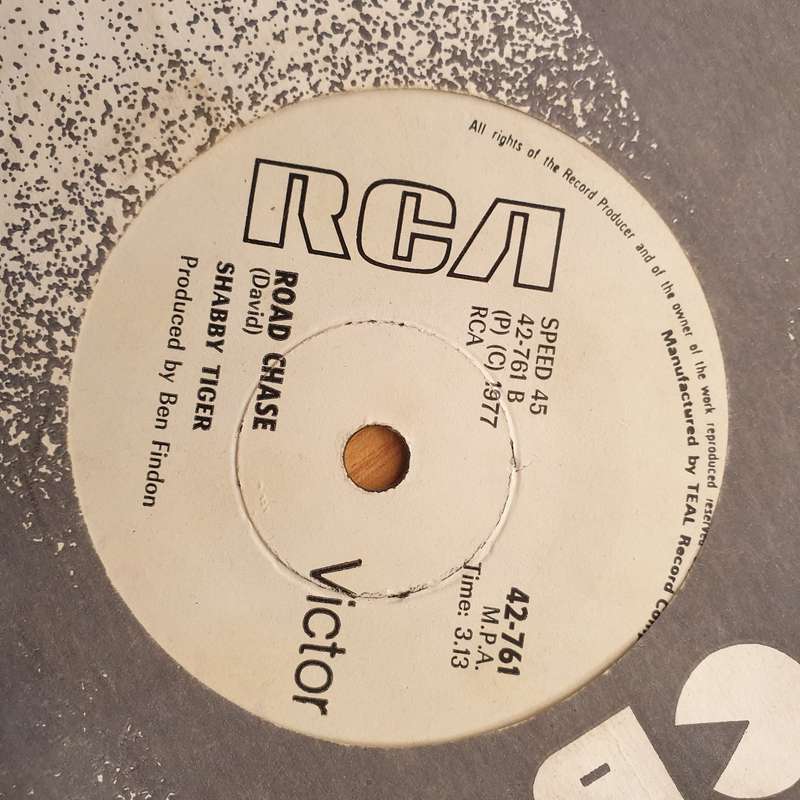 All rights of the Record Producer and of the owner of the work reproduced
Manufactured by TEAL Record
RCA
Victor
SPEED 45
42-761 B
(P) (C) 1977
RCA
42-761
M.P.A.
Time: 3.13
ROAD CHASE
(David)
SHABBY TIGER
Produced by Ben Findon